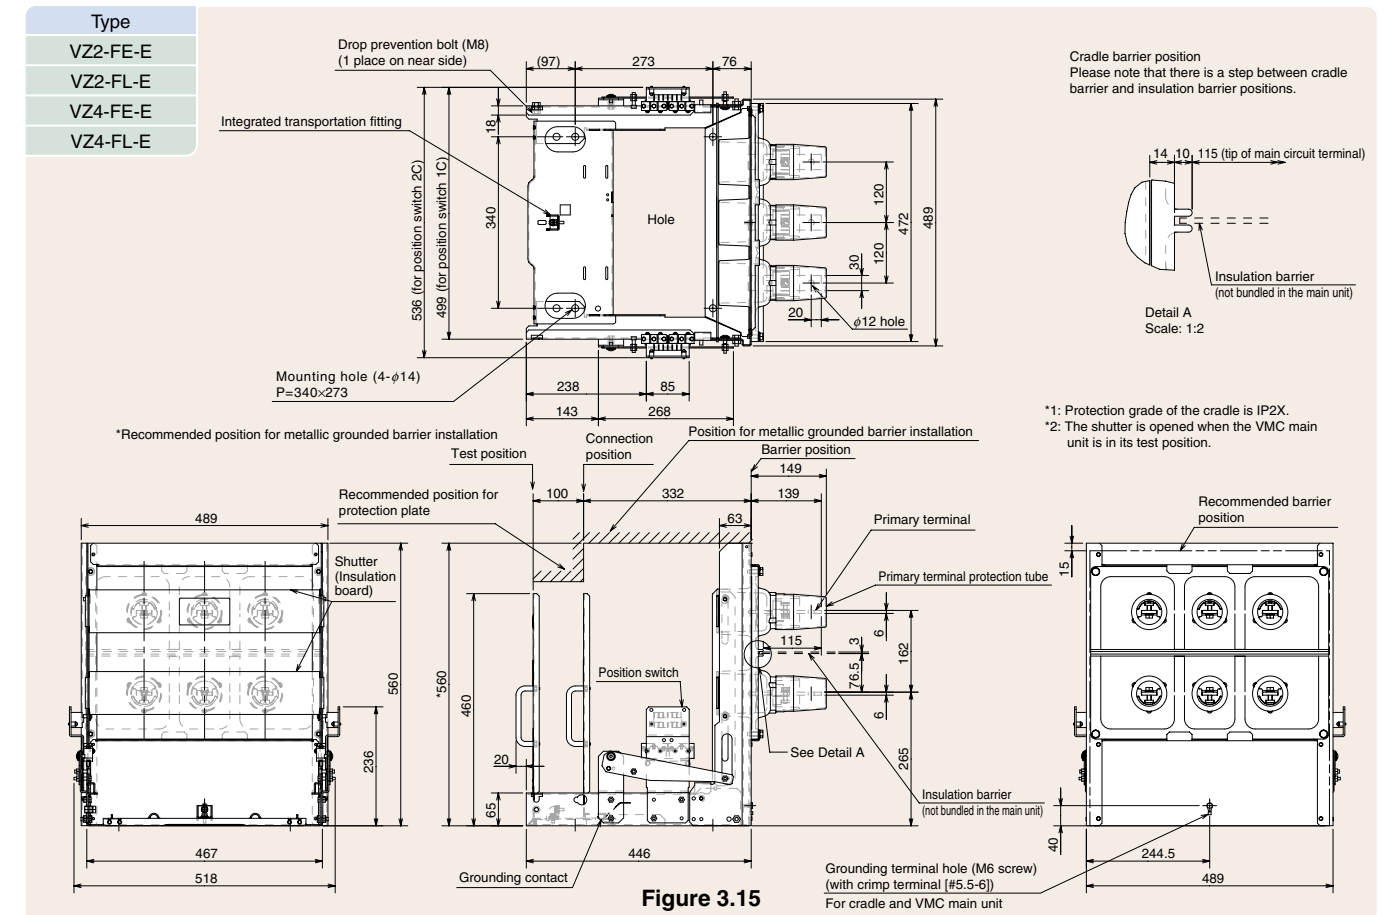 Type
VZ2-FE-E
VZ2-FL-E
VZ4-FE-E
VZ4-FL-E
Drop prevention bolt (M8)
(1 place on near side)
(97)
273
76
Integrated transportation fitting
18
340
536 (for position switch 2C)
499 (for position switch 1C)
Hole
120
120
30
472
489
20
φ12 hole
Mounting hole (4-φ14)
P=340×273
238
85
143
268
Cradle barrier position
Please note that there is a step between cradle
barrier and insulation barrier positions.
14
10
115 (tip of main circuit terminal)
Insulation barrier
(not bundled in the main unit)
Detail A
Scale: 1:2
*1: Protection grade of the cradle is IP2X.
*2: The shutter is opened when the VMC main
unit is in its test position.
*Recommended position for metallic grounded barrier installation
Connection
position
Position for metallic grounded barrier installation
Test position
Barrier position
149
100
332
139
Recommended position for
protection plate
63
489
Shutter
(Insulation
board)
560
236
467
518
Primary terminal
Primary terminal protection tube
115
3
6
162
76.5
6
265
Position switch
*560
460
20
65
See Detail A
Insulation barrier
(not bundled in the main unit)
446
Grounding contact
Grounding terminal hole (M6 screw)
(with crimp terminal [#5.5-6])
For cradle and VMC main unit
Recommended barrier
position
15
40
244.5
489
Figure 3.15